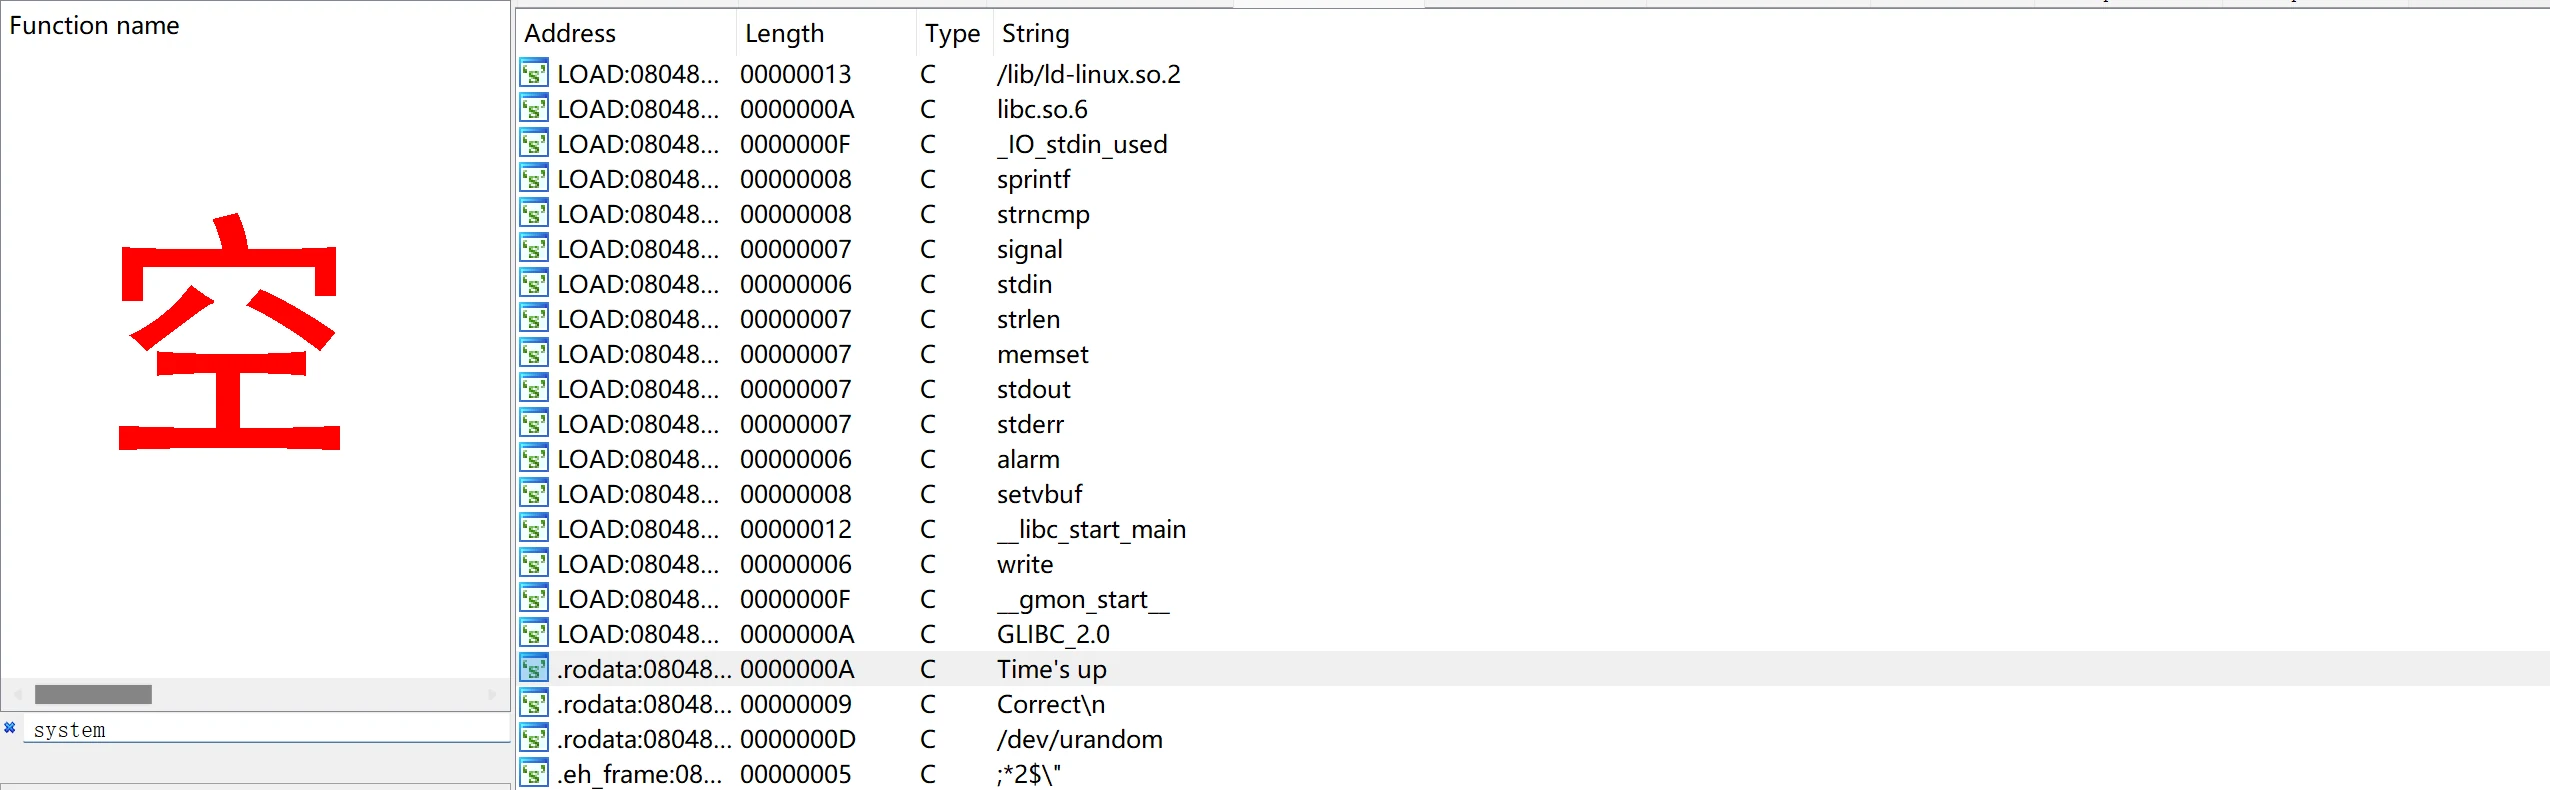 Function name
空
system
Address Length Type String
LOAD:08048... 00000013 C /lib/ld-linux.so.2
LOAD:08048... 0000000A C libc.so.6
LOAD:08048... 0000000F C _IO_stdin_used
LOAD:08048... 00000008 C sprintf
LOAD:08048... 00000008 C strncmp
LOAD:08048... 00000007 C signal
LOAD:08048... 00000006 C stdin
LOAD:08048... 00000007 C strlen
LOAD:08048... 00000007 C memset
LOAD:08048... 00000007 C stdout
LOAD:08048... 00000007 C stderr
LOAD:08048... 00000006 C alarm
LOAD:08048... 00000008 C setvbuf
LOAD:08048... 00000012 C __libc_start_main
LOAD:08048... 00000006 C write
LOAD:08048... 0000000F C __gmon_start__
LOAD:08048... 0000000A C GLIBC_2.0
.rodata:08048... 0000000A C Time's up
.rodata:08048... 00000009 C Correct\n
.rodata:08048... 0000000D C /dev/urandom
.eh_frame:08... 00000005 C ;*2$\"